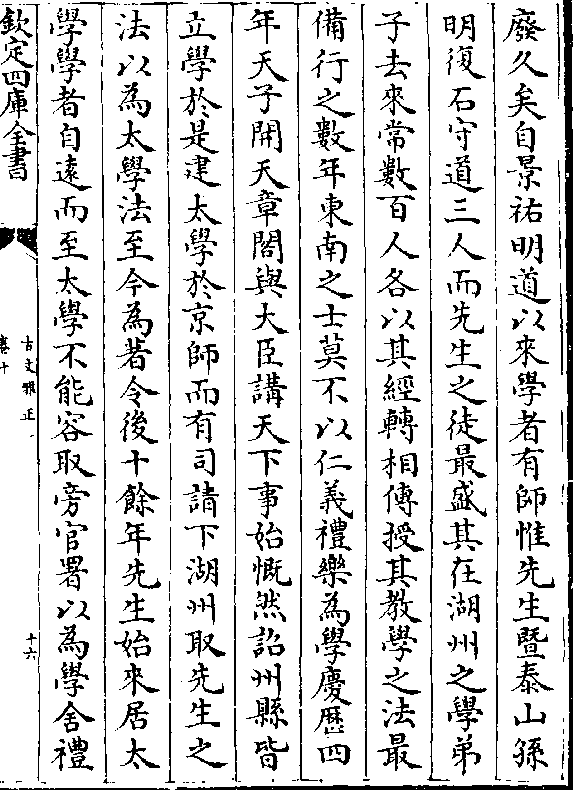 廢久矣自景祐明道以來學者有師惟先生暨泰山孫
明復石守道三人而先生之徒最盛其在湖州之學弟
子去來常數百人各以其經轉相傳授其教學之法最
備行之數年東南之士莫不以仁義禮樂為學慶歷四
年天子開天章閣與大臣講天下事始慨然詔州縣皆
立學於是建太學於京師而有司請下湖州取先生之
法以為太學法至今為著令後十餘年先生始來居太
學學者自遠而至太學不能容取旁官署以為學舍禮
欽定四庫全書
古文雅正
卷十
十六